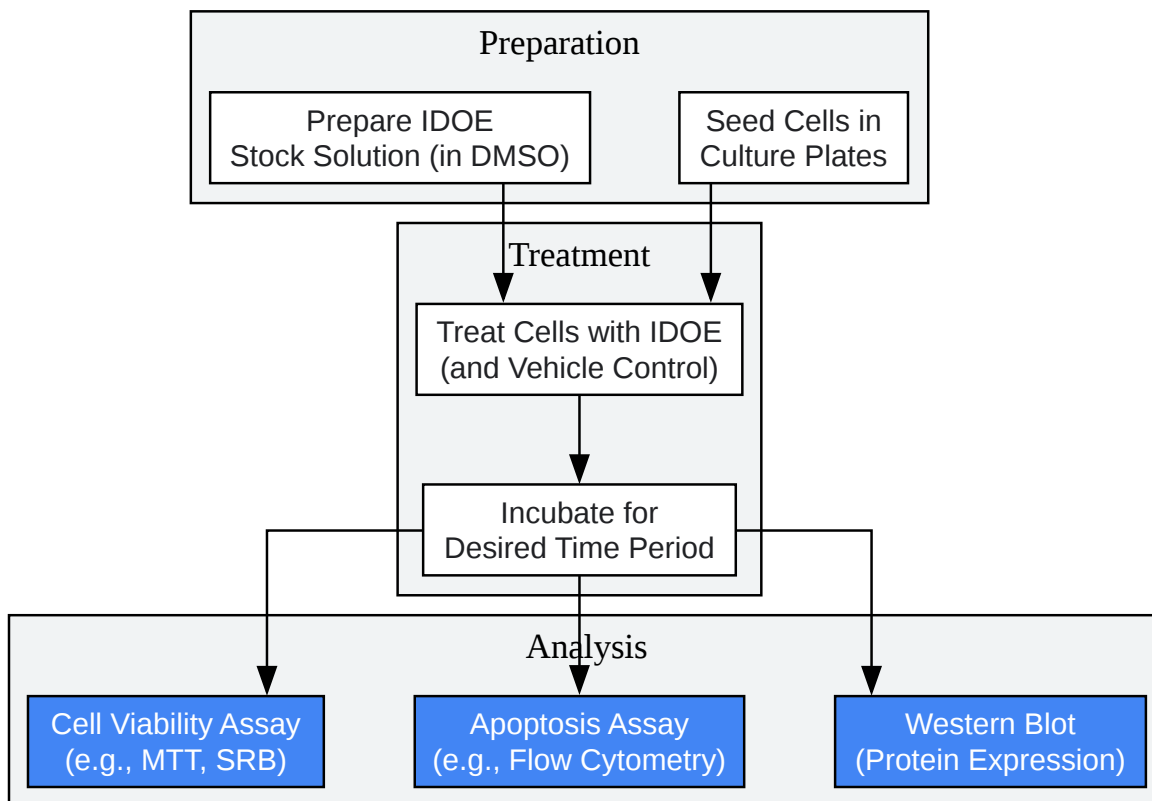 Preparation
Prepare IDOE
Stock Solution (in DMSO)
Seed Cells in
Culture Plates
Treatment
Treat Cells with IDOE
(and Vehicle Control)
Incubate for
Desired Time Period
Analysis
Cell Viability Assay
(e.g., MTT, SRB)
Apoptosis Assay
(e.g., Flow Cytometry)
Western Blot
(Protein Expression)